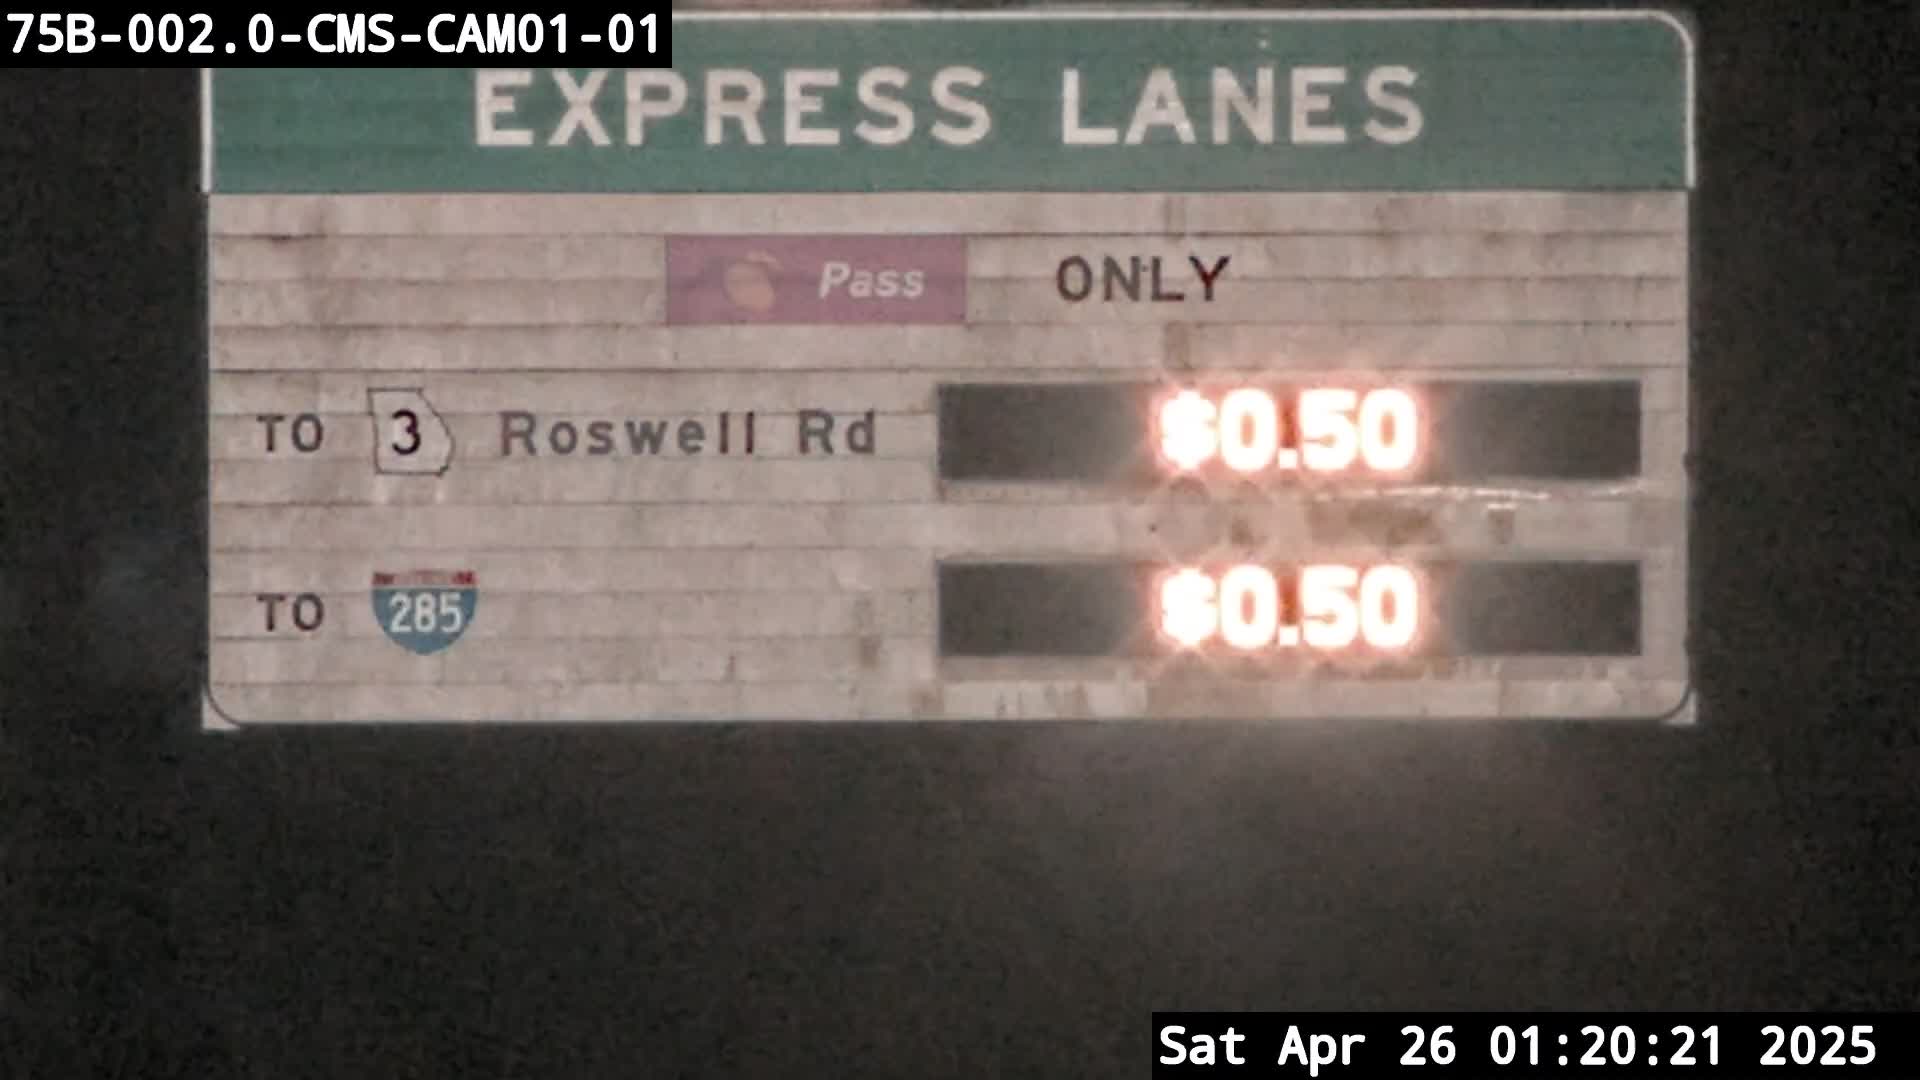 75B-002.0-CMS-CAM01-01
EXPRESS LANES
Pass ONLY
TO 3 Roswell Rd $0.50
TO 285 $0.50
Sat Apr 26 01:20:21 2025